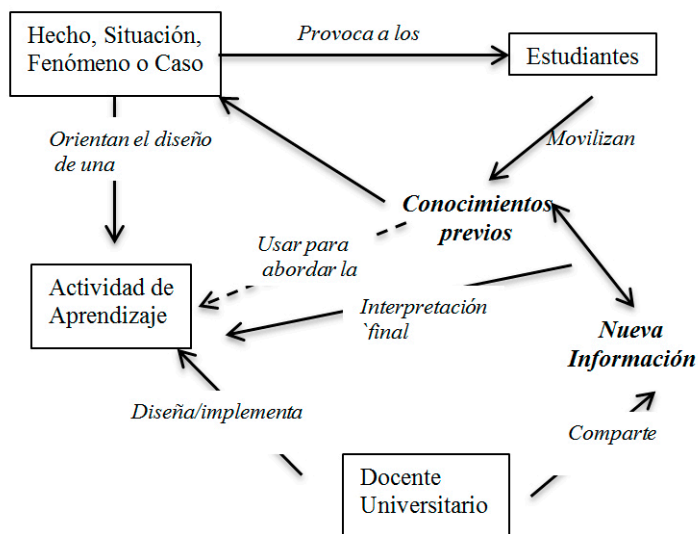 Hecho, Situación,
Fenómeno o Caso
Provoca a los
Estudiantes
Orientan el diseño
de una
Movilizan
Conocimientos
previos
Usar para
abordar la
Actividad de
Aprendizaje
Interpretación
`final
Nueva
Información
Diseña/implementa
Comparte
Docente
Universitario